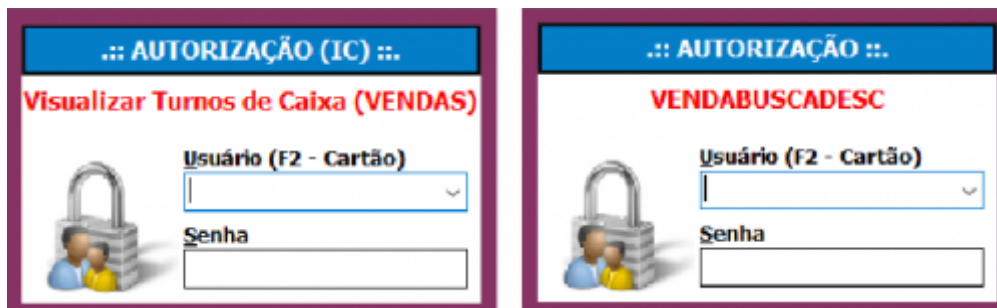 .:: AUTORIZAÇÃO (IC) ::.
Visualizar Turnos de Caixa (VENDAS)
Usuário (F2 - Cartão)
Senha
.:: AUTORIZAÇÃO ::.
VENDABUSCADESC
Usuário (F2 - Cartão)
Senha